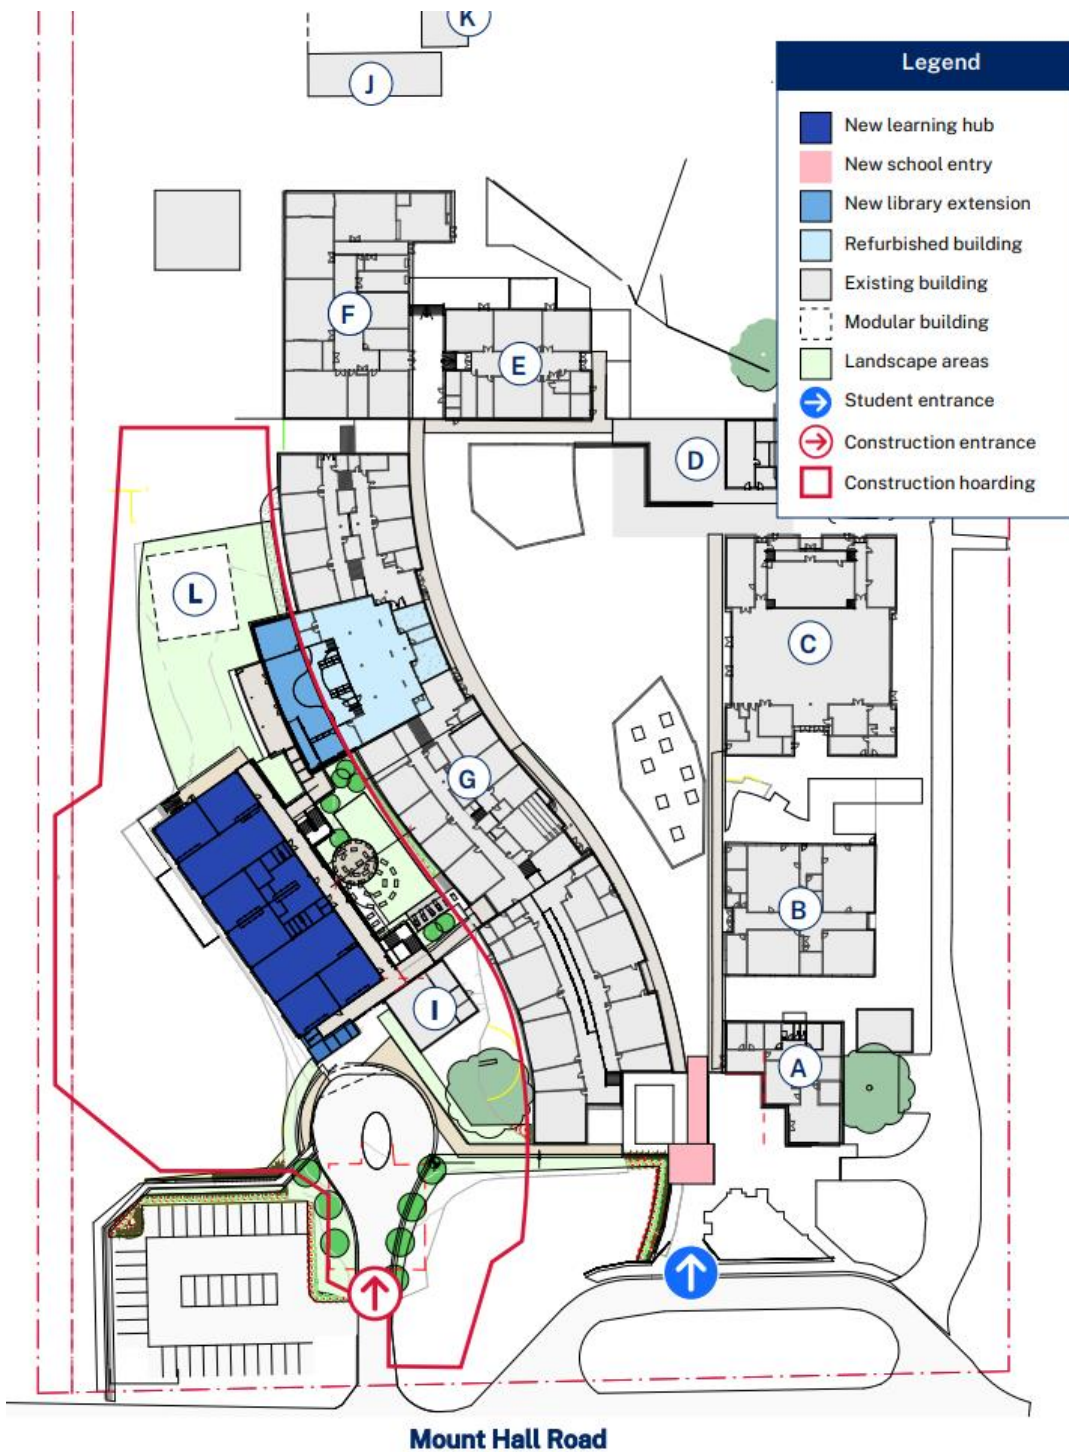 K
J
Legend
New learning hub
New school entry
New library extension
Refurbished building
Existing building
Modular building
Landscape areas
Student entrance
Construction entrance
Construction hoarding
F
E
D
L
C
G
B
I
A
Mount Hall Road